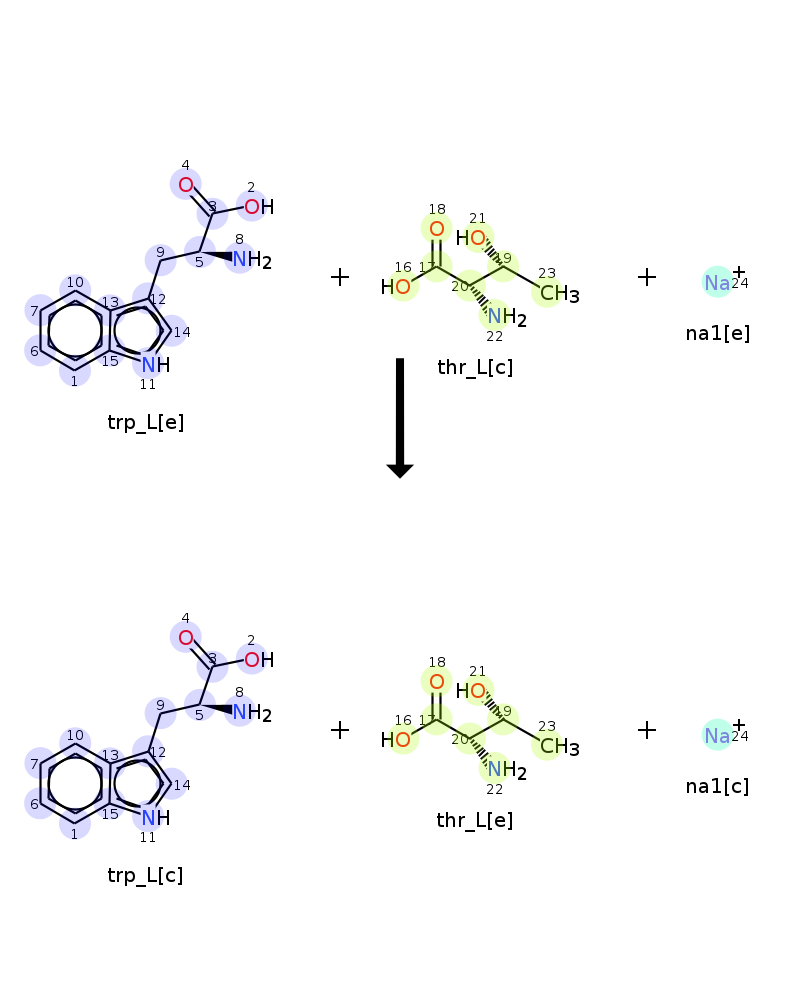 4
2
3
O
OH
8
9
5
NH2
10
12
13
7
14
6
15
NH
1
11
trp_L[e]
+
18
21
O
HO
16
17
19
23
HO
20
CH3
NH2
22
thr_L[c]
+
Na+
24
na1[e]
4
2
3
O
OH
8
9
5
NH2
10
12
13
7
14
6
15
NH
1
11
trp_L[c]
+
18
21
O
HO
16
17
19
23
HO
20
CH3
NH2
22
thr_L[e]
+
Na+
24
na1[c]